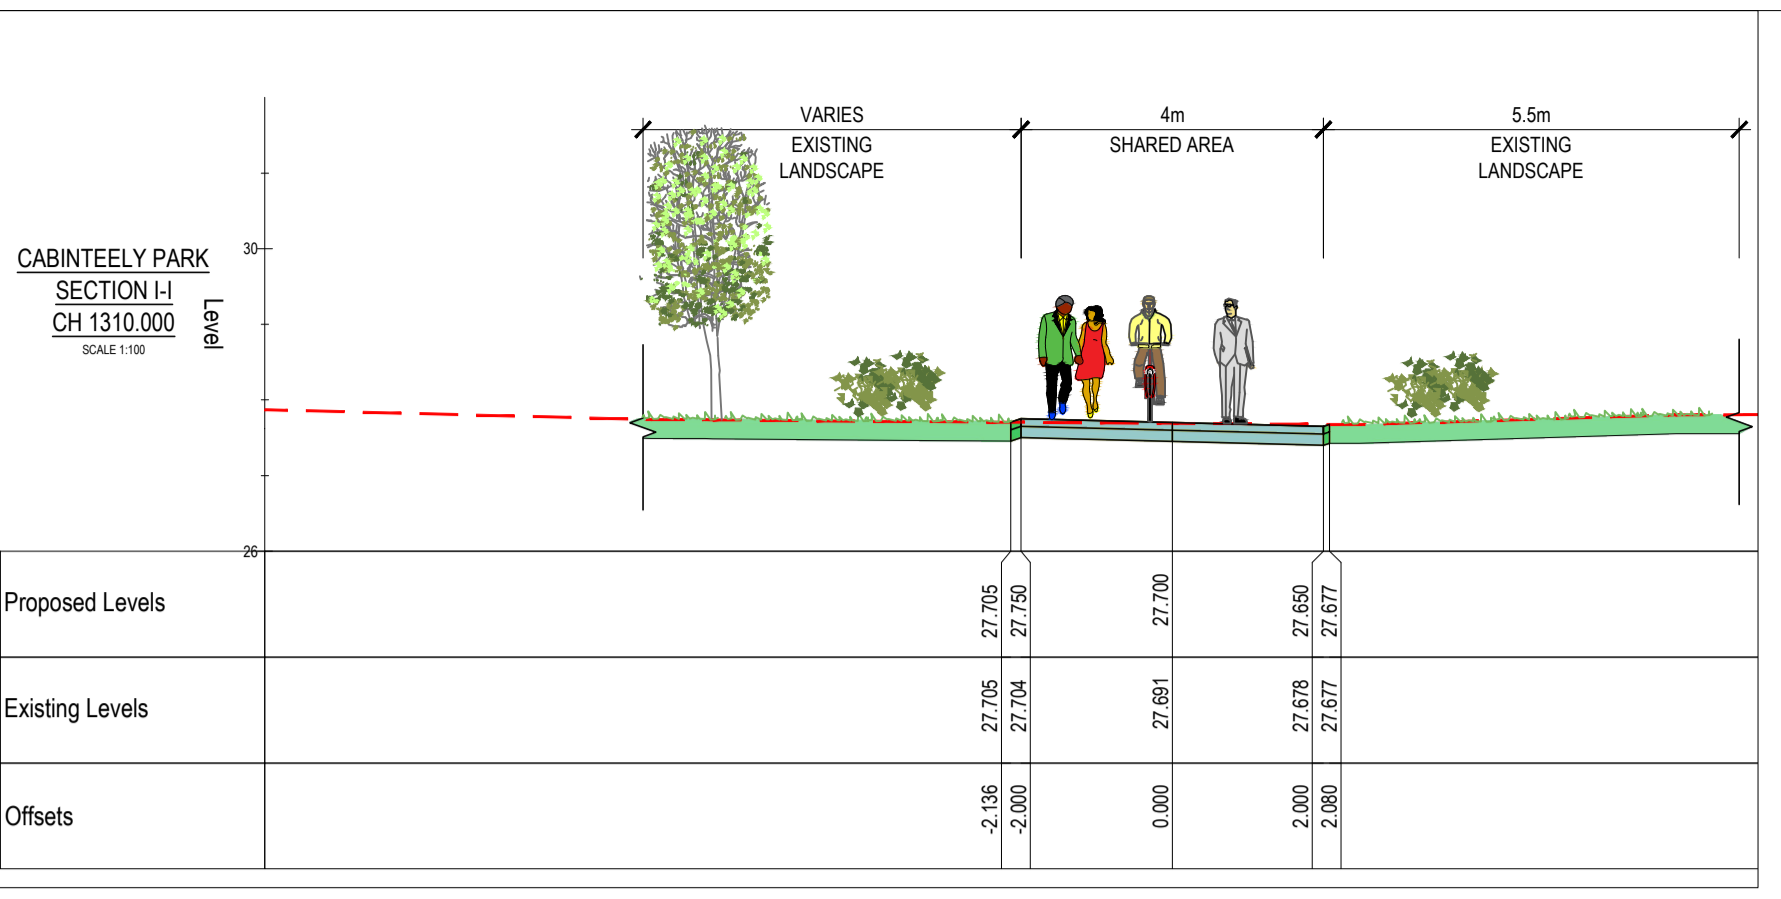 VARIES
EXISTING
LANDSCAPE
4m
SHARED AREA
5.5m
EXISTING
LANDSCAPE
CABINTEELY PARK
SECTION I-I
CH 1310.000
SCALE 1:100
Level
30
26
Proposed Levels
27.705
27.750
27.700
27.650
27.677
Existing Levels
27.705
27.704
27.691
27.678
27.677
Offsets
-2.136
-2.000
0.000
2.000
2.080